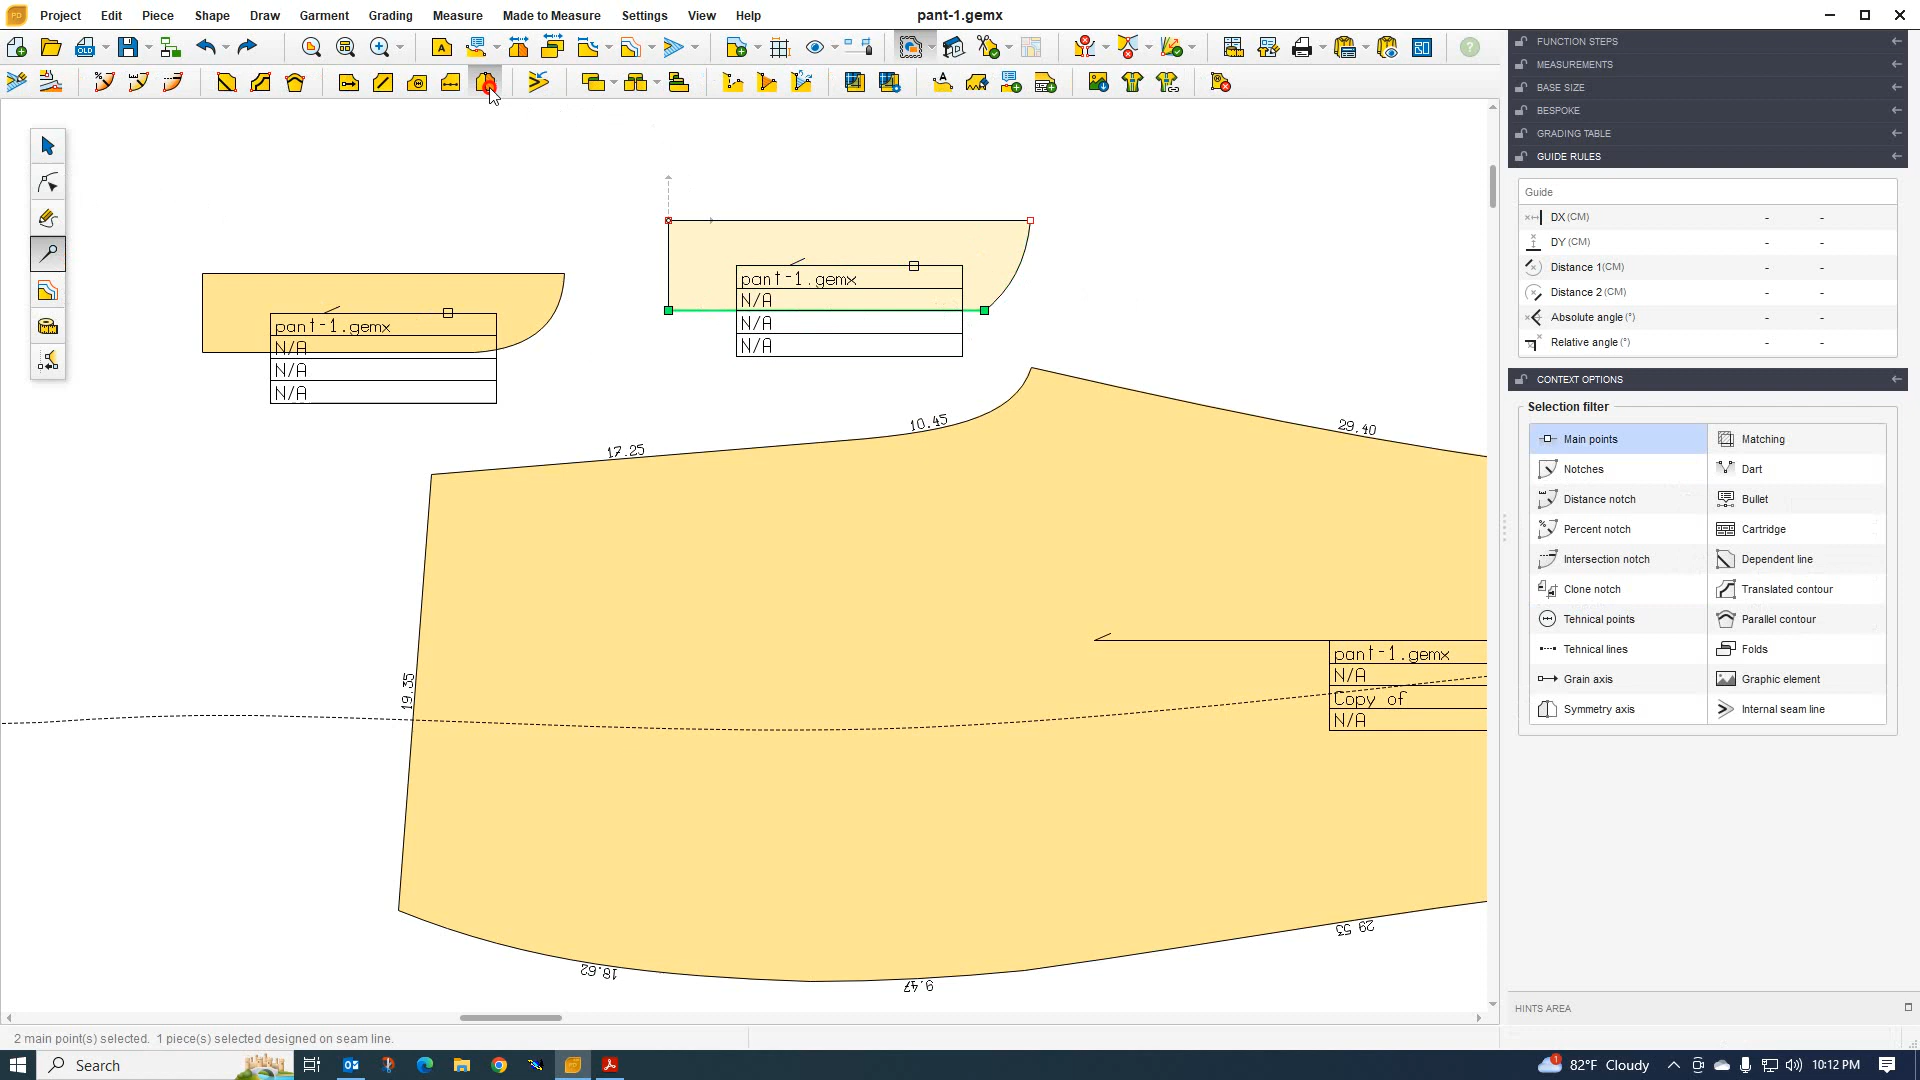 Project Edit Piece Shape Draw Garment Grading Measure Made to Measure Settings View Help
pant-1.gemx
FUNCTION STEPS
MEASUREMENTS
BASE SIZE
BESPOKE
GRADING TABLE
GUIDE RULES
Guide
DX (CM) - -
DY (CM) - -
Distance 1(CM) - -
Distance 2 (CM) - -
Absolute angle (°) - -
Relative angle (°) - -
CONTEXT OPTIONS
Selection filter
Main points Matching
Notches Dart
Distance notch Bullet
Percent notch Cartridge
Intersection notch Dependent line
Clone notch Translated contour
Tehnical points Parallel contour
Tehnical lines Folds
Grain axis Graphic element
Symmetry axis Internal seam line
HINTS AREA
pant-1.gemx
N/A
N/A
N/A
pant-1.gemx
N/A
N/A
N/A
17.25
10.45
29.40
19.35
pant-1.gemx
N/A
Copy of
N/A
18.62
9.47
29.53
2 main point(s) selected. 1 piece(s) selected designed on seam line.
Search
82°F Cloudy
10:12 PM